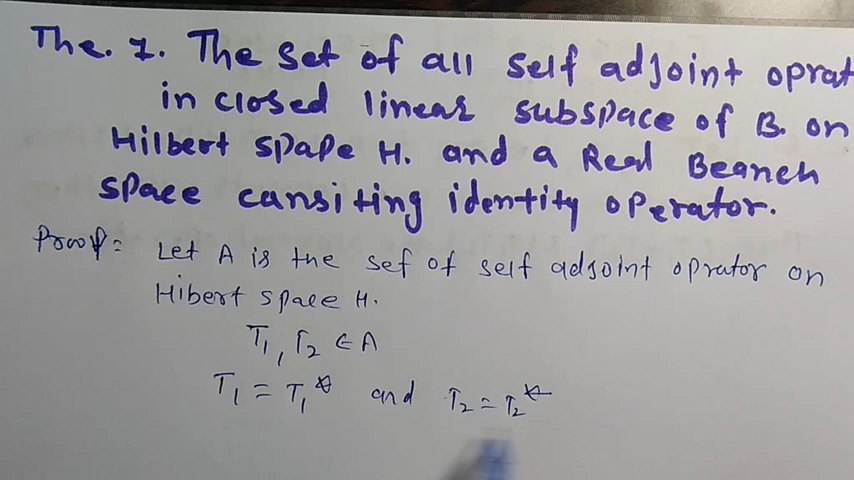 The. 1. The set of all self adjoint oprat
in closed linear subspace of B. on
Hilbert spape H. and a Real Beanch
space cansiting identity operator.
Proof: Let A is the set of self adjoint oprator on
Hibert space H.
T₁, T₂ ∈ A
T₁ = T₁* and T₂ = T₂*